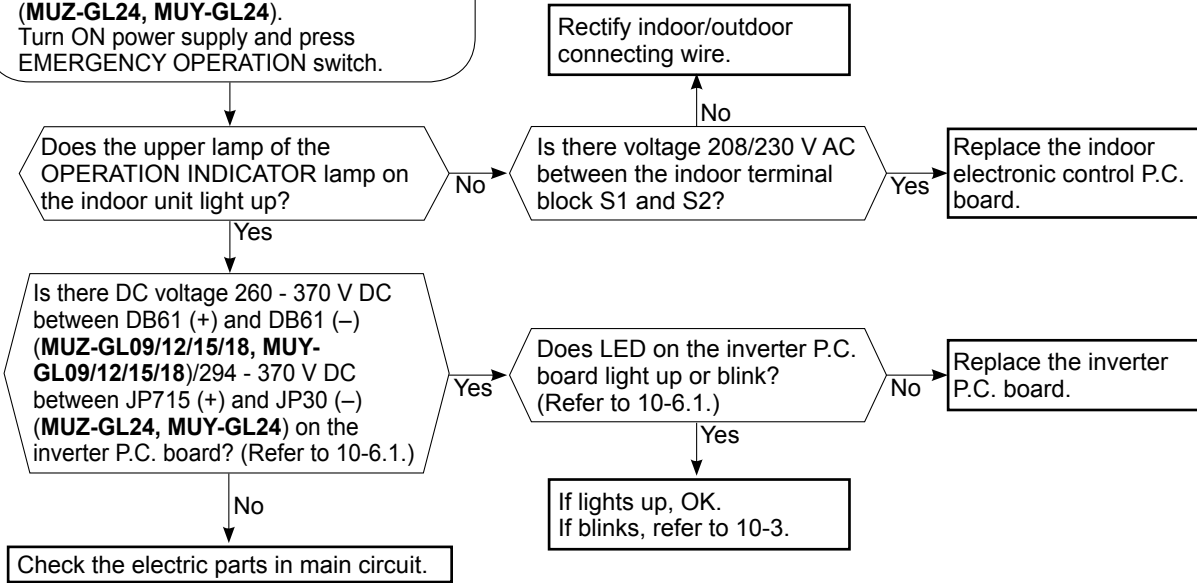 (MUZ-GL24, MUY-GL24).
Turn ON power supply and press
EMERGENCY OPERATION switch.
Rectify indoor/outdoor
connecting wire.
No
Does the upper lamp of the
OPERATION INDICATOR lamp on
the indoor unit light up?
No
Is there voltage 208/230 V AC
between the indoor terminal
block S1 and S2?
Yes
Replace the indoor
electronic control P.C.
board.
Yes
Is there DC voltage 260 - 370 V DC
between DB61 (+) and DB61 (–)
(MUZ-GL09/12/15/18, MUY-
GL09/12/15/18)/294 - 370 V DC
between JP715 (+) and JP30 (–)
(MUZ-GL24, MUY-GL24) on the
inverter P.C. board? (Refer to 10-6.1.)
Yes
Does LED on the inverter P.C.
board light up or blink?
(Refer to 10-6.1.)
No
Replace the inverter
P.C. board.
Yes
If lights up, OK.
If blinks, refer to 10-3.
No
Check the electric parts in main circuit.